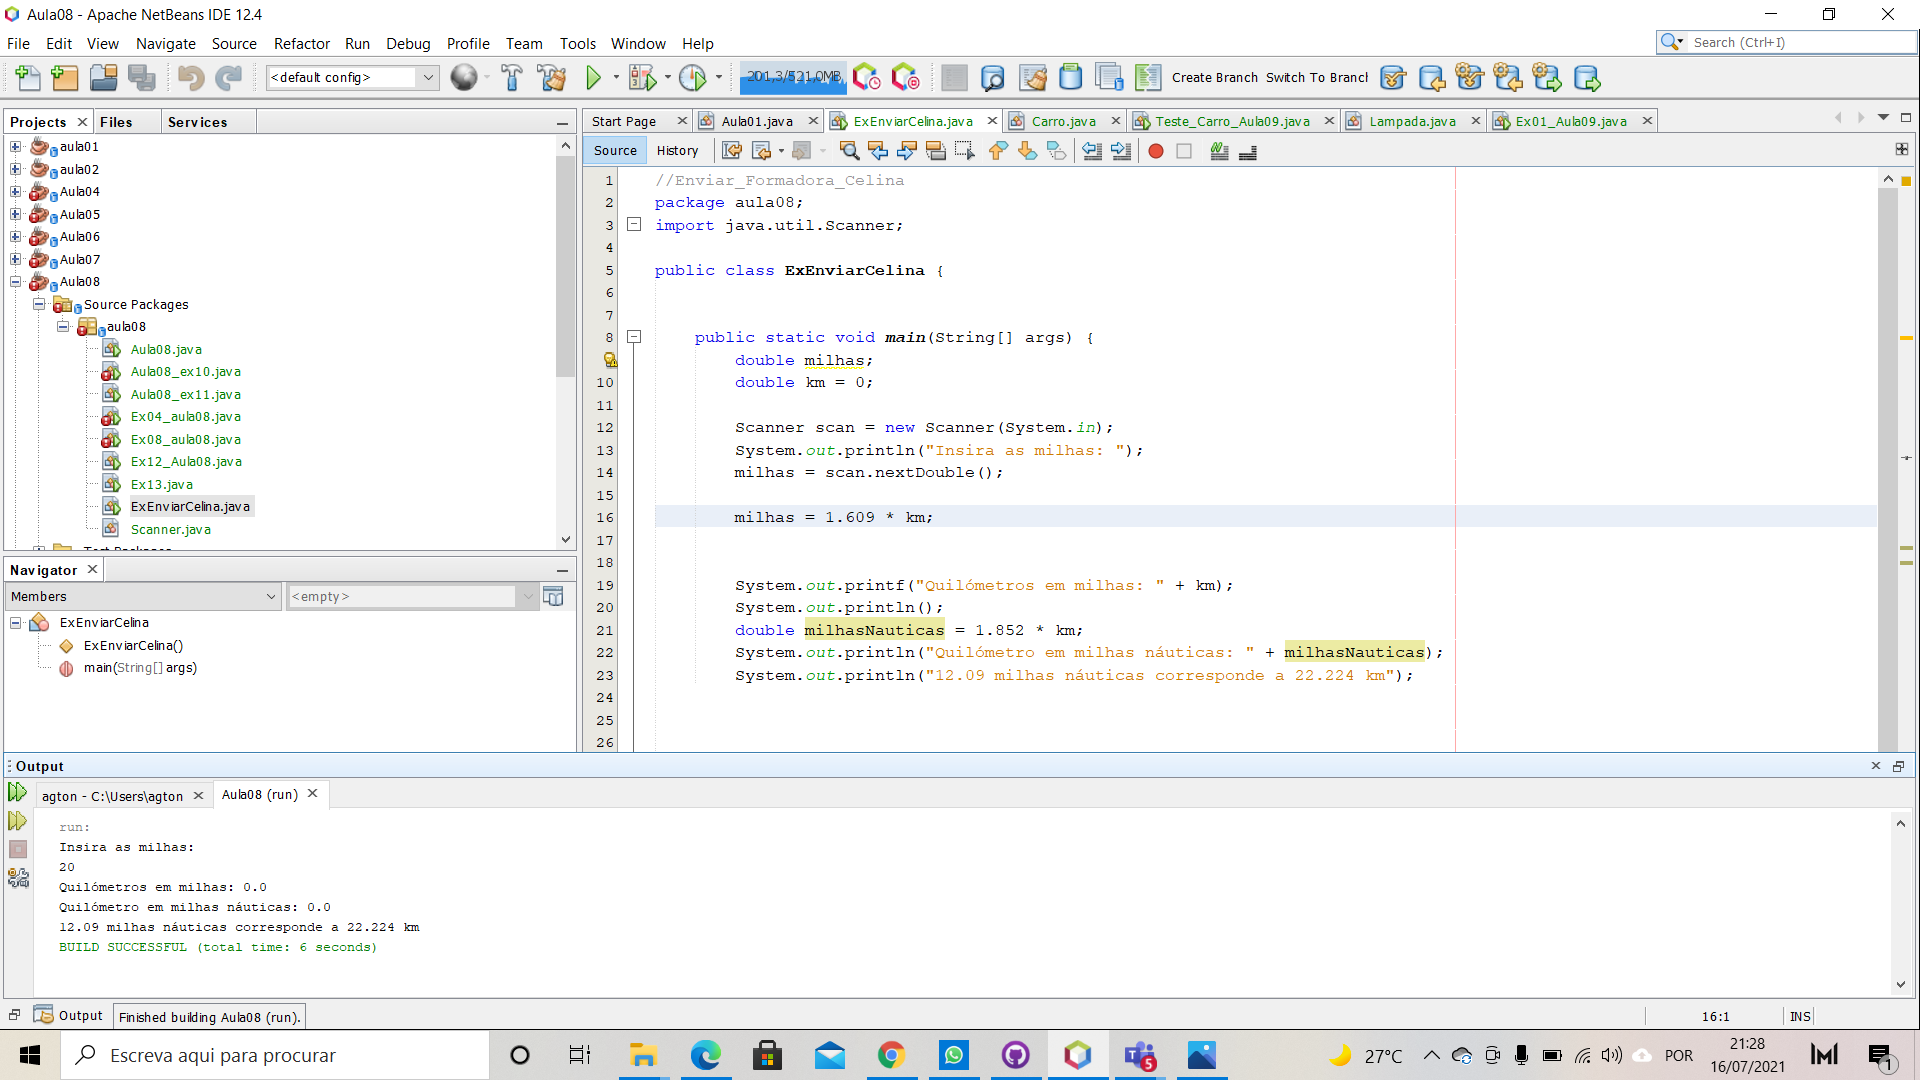 Aula08 - Apache NetBeans IDE 12.4
File Edit View Navigate Source Refactor Run Debug Profile Team Tools Window Help
Search (Ctrl+I)
<default config>
201,3/521,0MB
Create Branch Switch To Branch
Projects Files Services
aula01
aula02
Aula04
Aula05
Aula06
Aula07
Aula08
Source Packages
aula08
Aula08.java
Aula08_ex10.java
Aula08_ex11.java
Ex04_aula08.java
Ex08_aula08.java
Ex12_Aula08.java
Ex13.java
ExEnviarCelina.java
Scanner.java
Navigator
Members
<empty>
ExEnviarCelina
ExEnviarCelina()
main(String[] args)
Start Page Aula01.java ExEnviarCelina.java Carro.java Teste_Carro_Aula09.java Lampada.java Ex01_Aula09.java
Source History
1 //Enviar_Formadora_Celina
2 package aula08;
3 import java.util.Scanner;
4
5 public class ExEnviarCelina {
6
7
8 public static void main(String[] args) {
double milhas;
10 double km = 0;
11
12 Scanner scan = new Scanner(System.in);
13 System.out.println("Insira as milhas: ");
14 milhas = scan.nextDouble();
15
16 milhas = 1.609 * km;
17
18
19 System.out.printf("Quilómetros em milhas: " + km);
20 System.out.println();
21 double milhasNauticas = 1.852 * km;
22 System.out.println("Quilómetro em milhas náuticas: " + milhasNauticas);
23 System.out.println("12.09 milhas náuticas corresponde a 22.224 km");
24
25
26
Output
agton - C:\Users\agton Aula08 (run)
run:
Insira as milhas:
20
Quilómetros em milhas: 0.0
Quilómetro em milhas náuticas: 0.0
12.09 milhas náuticas corresponde a 22.224 km
BUILD SUCCESSFUL (total time: 6 seconds)
Output Finished building Aula08 (run).
16:1 INS
Escreva aqui para procurar
5
27°C
POR
21:28
16/07/2021
1